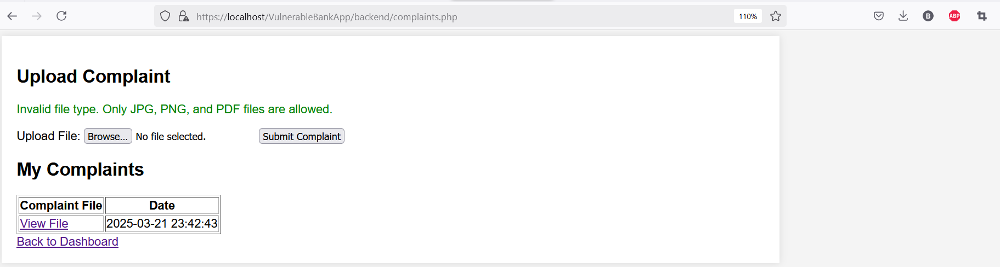 https://localhost/VulnerableBankApp/backend/complaints.php 110% B ABP
Upload Complaint
Invalid file type. Only JPG, PNG, and PDF files are allowed.
Upload File: Browse... No file selected. Submit Complaint
My Complaints
Complaint File Date
View File 2025-03-21 23:42:43
Back to Dashboard